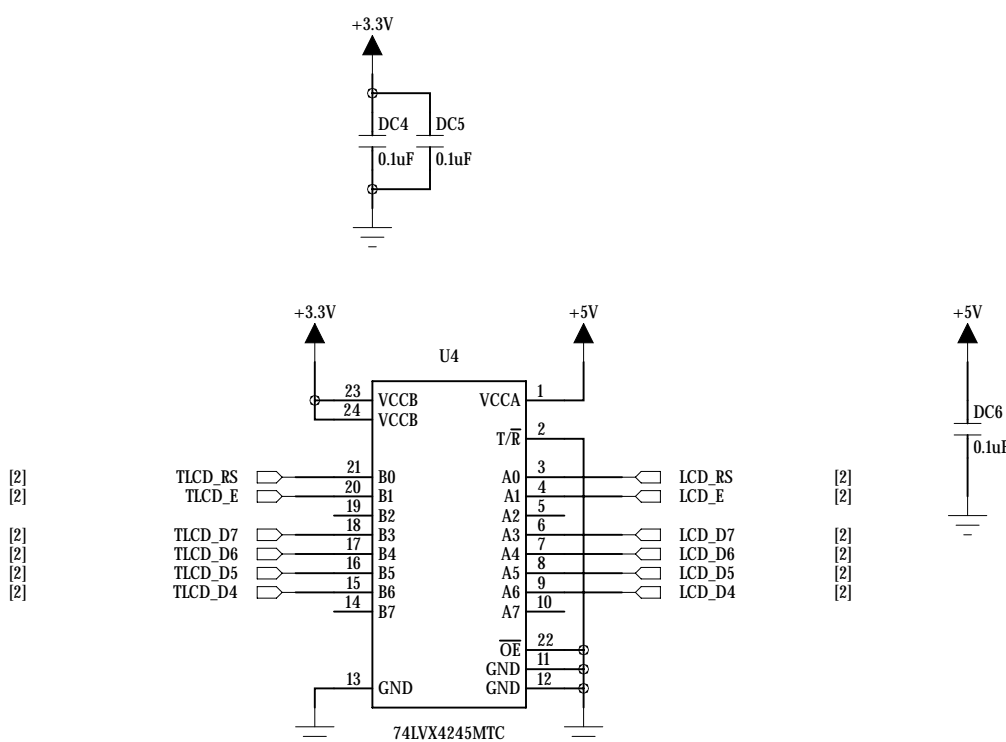 +3.3V
DC4 DC5
0.1uF 0.1uF
+3.3V +5V +5V
U4
23 VCCB VCCA 1
24 VCCB
DC6
T/R 2
0.1uF
[2] TLCD_RS 21 B0 A0 3 LCD_RS [2]
[2] TLCD_E 20 B1 A1 4 LCD_E [2]
19 B2 A2 5
[2] TLCD_D7 18 B3 A3 6 LCD_D7 [2]
[2] TLCD_D6 17 B4 A4 7 LCD_D6 [2]
[2] TLCD_D5 16 B5 A5 8 LCD_D5 [2]
[2] TLCD_D4 15 B6 A6 9 LCD_D4 [2]
14 B7 A7 10
OE 22
GND 11
13 GND GND 12
74LVX4245MTC